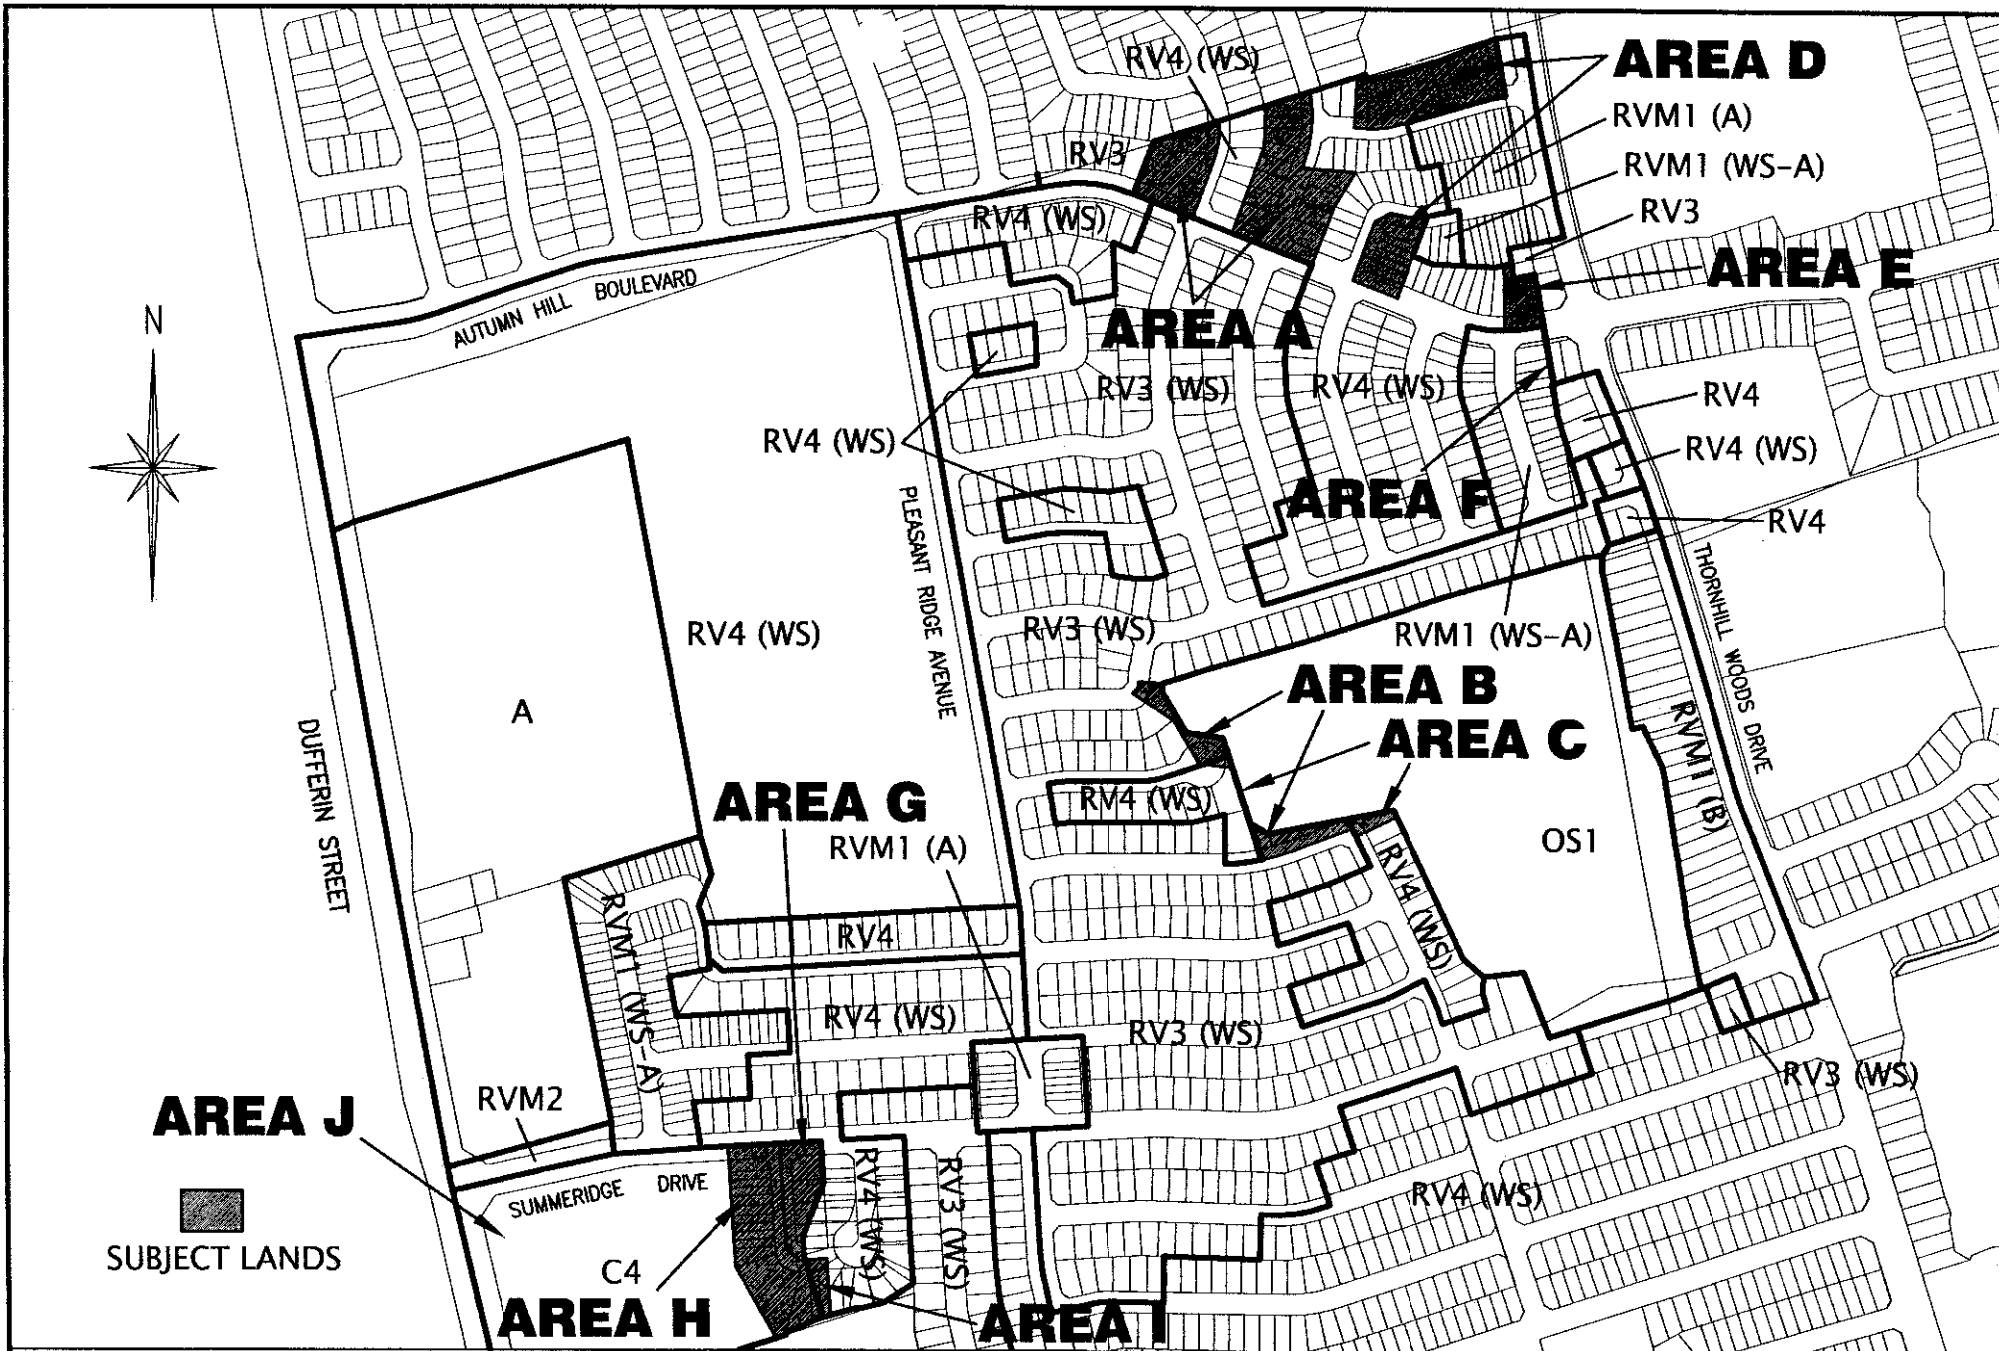 RV4 (WS)
AREA D
RVM1 (A)
RV3
RVM1 (WS-A)
RV4 (WS)
RV3
AREA E
AUTUMN HILL BOULEVARD
N
AREA A
RV3 (WS)
RV4 (WS)
RV4
RV4 (WS)
RV4 (WS)
AREA F
RV4
PLEASANT RIDGE AVENUE
THORNHILL WOODS DRIVE
RV4 (WS)
RV3 (WS)
RVM1 (WS-A)
AREA B
A
AREA C
RVM1 (B)
DUFFERIN STREET
AREA G
RV4 (WS)
RVM1 (A)
OS1
RV4 (WS)
RVM1 (WS-A)
RV4
RV4 (WS)
RV3 (WS)
RV3 (WS)
RVM2
AREA J
SUMMERIDGE DRIVE
RV4 (WS)
RV3 (WS)
RV4 (WS)
SUBJECT LANDS
C4
AREA H
AREA I